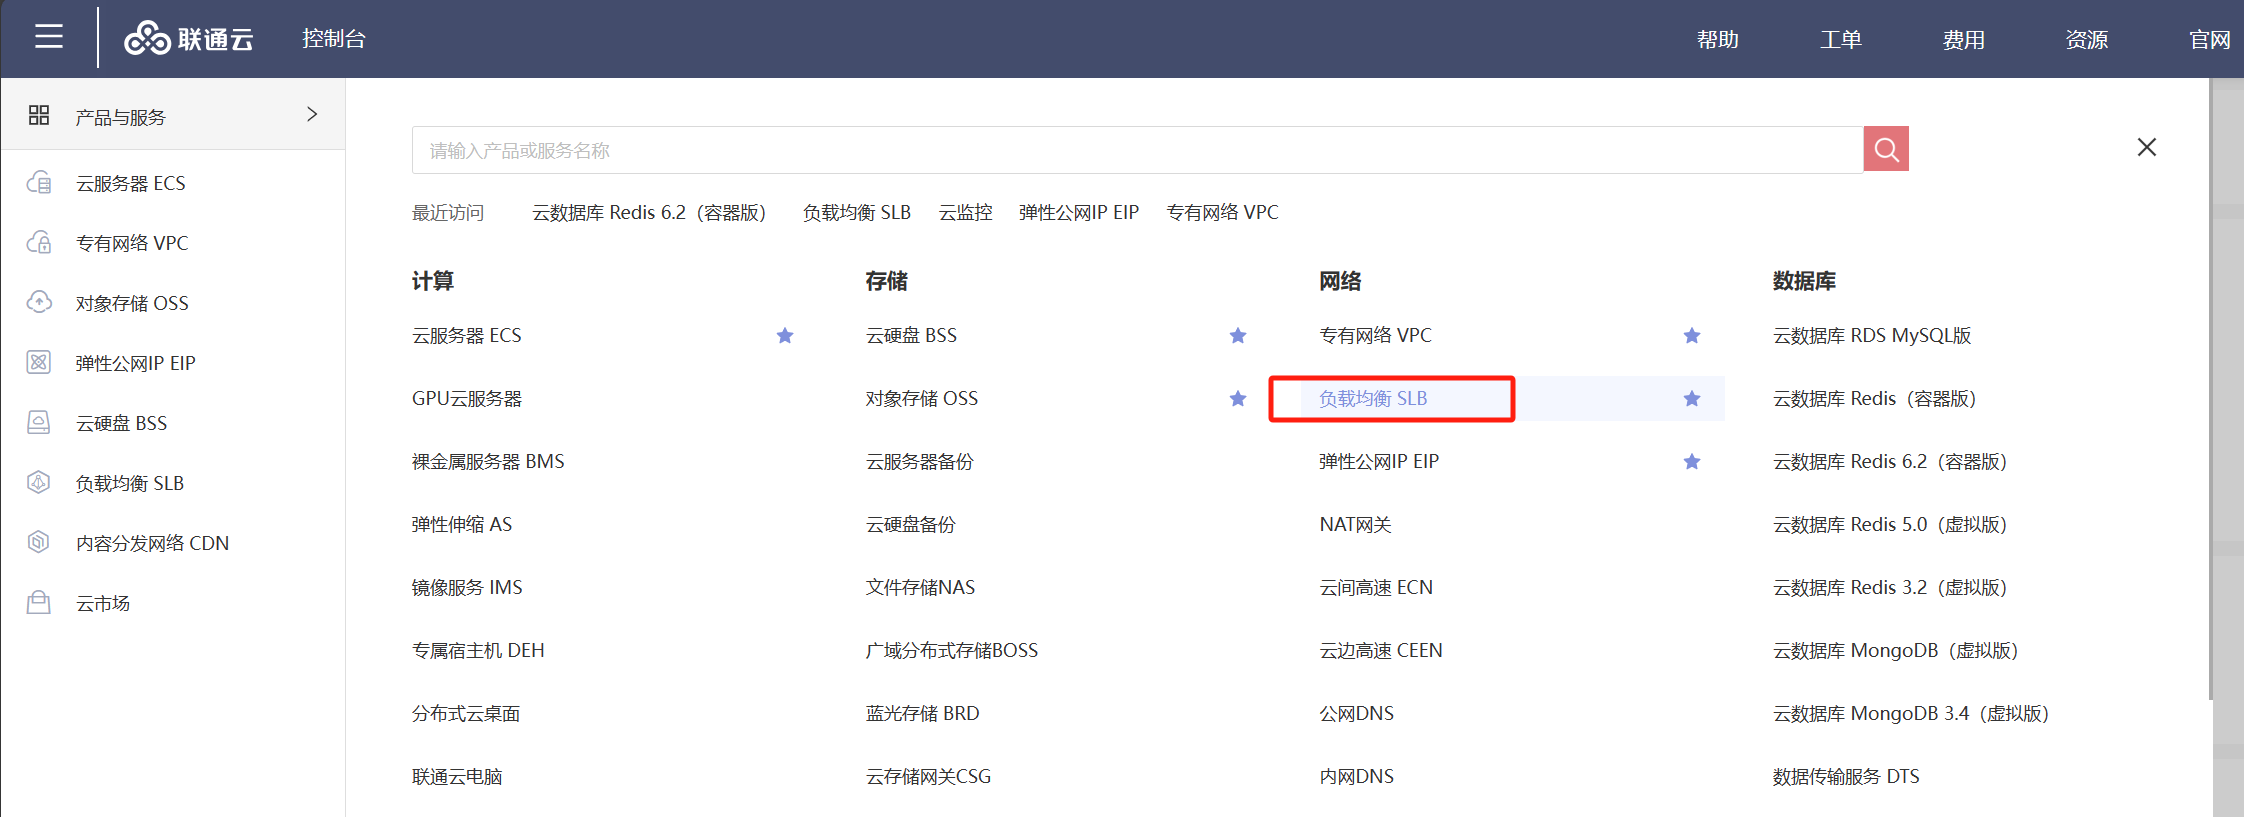 联通云 控制台 帮助 工单 费用 资源 官网
产品与服务
云服务器 ECS
专有网络 VPC
对象存储 OSS
弹性公网IP EIP
云硬盘 BSS
负载均衡 SLB
内容分发网络 CDN
云市场
请输入产品或服务名称
最近访问 云数据库 Redis 6.2（容器版） 负载均衡 SLB 云监控 弹性公网IP EIP 专有网络 VPC
计算
云服务器 ECS
GPU云服务器
裸金属服务器 BMS
弹性伸缩 AS
镜像服务 IMS
专属宿主机 DEH
分布式云桌面
联通云电脑
存储
云硬盘 BSS
对象存储 OSS
云服务器备份
云硬盘备份
文件存储NAS
广域分布式存储BOSS
蓝光存储 BRD
云存储网关CSG
网络
专有网络 VPC
负载均衡 SLB
弹性公网IP EIP
NAT网关
云间高速 ECN
云边高速 CEEN
公网DNS
内网DNS
数据库
云数据库 RDS MySQL版
云数据库 Redis（容器版）
云数据库 Redis 6.2（容器版）
云数据库 Redis 5.0（虚拟版）
云数据库 Redis 3.2（虚拟版）
云数据库 MongoDB（虚拟版）
云数据库 MongoDB 3.4（虚拟版）
数据传输服务 DTS